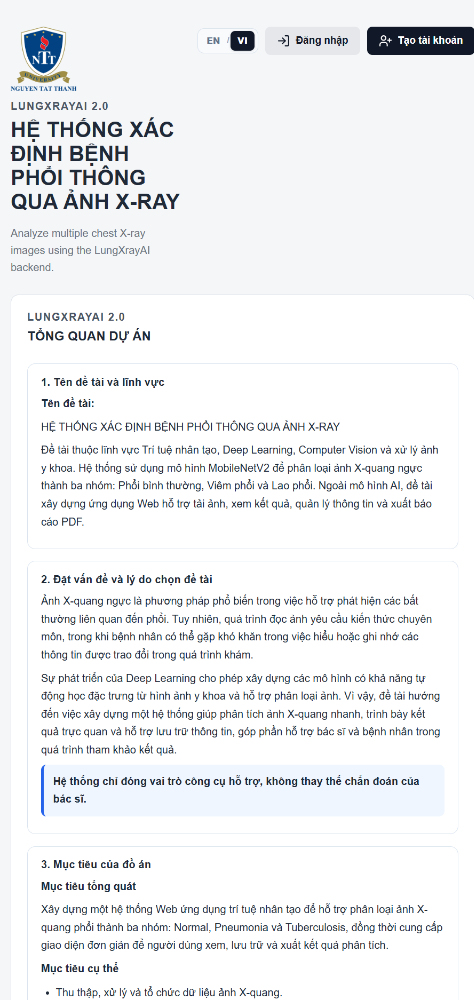 NTT
UNIVERSITY
NGUYEN TAT THANH
EN / VI
Đăng nhập
Tạo tài khoản
LUNGXRAYAI 2.0
HỆ THỐNG XÁC
ĐỊNH BỆNH
PHỔI THÔNG
QUA ẢNH X-RAY
Analyze multiple chest X-ray
images using the LungXrayAI
backend.
LUNGXRAYAI 2.0
TỔNG QUAN DỰ ÁN
1. Tên đề tài và lĩnh vực
Tên đề tài:
HỆ THỐNG XÁC ĐỊNH BỆNH PHỔI THÔNG QUA ẢNH X-RAY
Đề tài thuộc lĩnh vực Trí tuệ nhân tạo, Deep Learning, Computer Vision và xử lý ảnh
y khoa. Hệ thống sử dụng mô hình MobileNetV2 để phân loại ảnh X-quang ngực
thành ba nhóm: Phổi bình thường, Viêm phổi và Lao phổi. Ngoài mô hình AI, đề tài
xây dựng ứng dụng Web hỗ trợ tải ảnh, xem kết quả, quản lý thông tin và xuất báo
cáo PDF.
2. Đặt vấn đề và lý do chọn đề tài
Ảnh X-quang ngực là phương pháp phổ biến trong việc hỗ trợ phát hiện các bất
thường liên quan đến phổi. Tuy nhiên, quá trình đọc ảnh yêu cầu kiến thức chuyên
môn, trong khi bệnh nhân có thể gặp khó khăn trong việc hiểu hoặc ghi nhớ các
thông tin được trao đổi trong quá trình khám.
Sự phát triển của Deep Learning cho phép xây dựng các mô hình có khả năng tự
động học đặc trưng từ hình ảnh y khoa và hỗ trợ phân loại ảnh. Vì vậy, đề tài hướng
đến việc xây dựng một hệ thống giúp phân tích ảnh X-quang nhanh, trình bày kết
quả trực quan và hỗ trợ lưu trữ thông tin, góp phần hỗ trợ bác sĩ và bệnh nhân trong
quá trình tham khảo kết quả.
Hệ thống chỉ đóng vai trò công cụ hỗ trợ, không thay thế chẩn đoán của
bác sĩ.
3. Mục tiêu của đồ án
Mục tiêu tổng quát
Xây dựng một hệ thống Web ứng dụng trí tuệ nhân tạo để hỗ trợ phân loại ảnh X-
quang phổi thành ba nhóm: Normal, Pneumonia và Tuberculosis, đồng thời cung cấp
giao diện đơn giản để người dùng xem, lưu trữ và xuất kết quả phân tích.
Mục tiêu cụ thể
• Thu thập, xử lý và tổ chức dữ liệu ảnh X-quang.